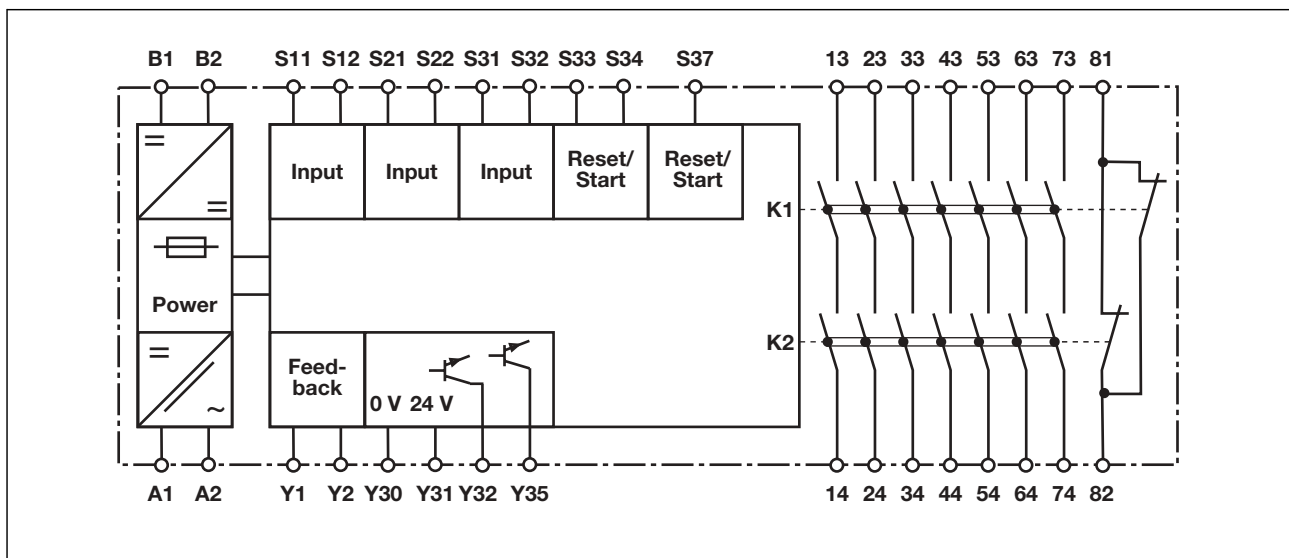 B1 B2 S11 S12 S21 S22 S31 S32 S33 S34 S37 13 23 33 43 53 63 73 81
Input Input Input Reset/ Reset/
Start Start
K1
Power
K2
Feed-
back
0 V 24 V
~
A1 A2 Y1 Y2 Y30 Y31 Y32 Y35 14 24 34 44 54 64 74 82